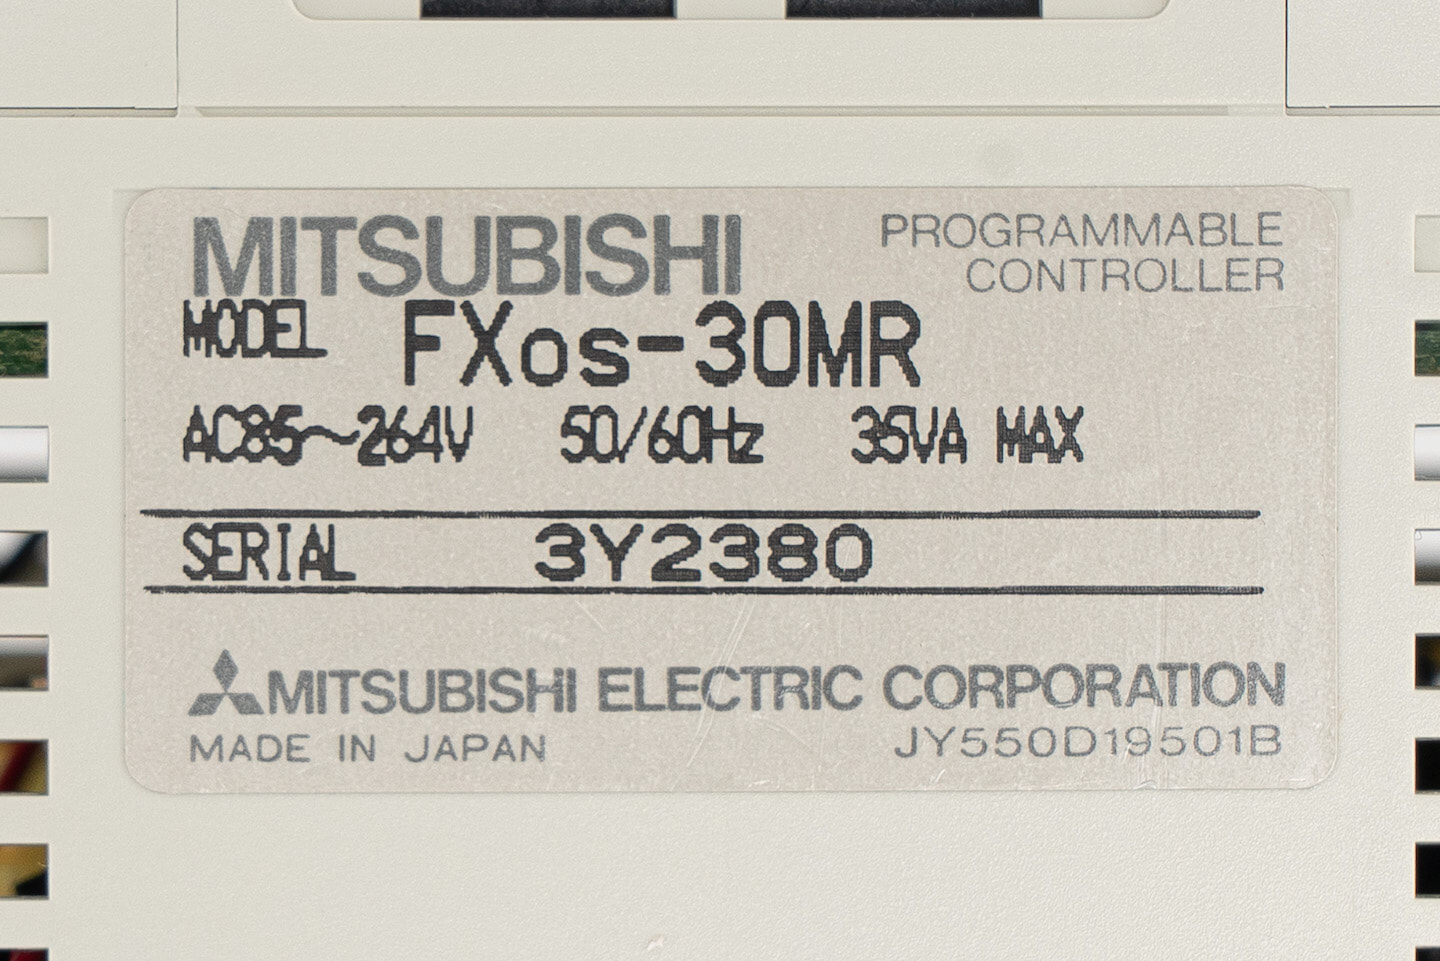 MITSUBISHI
PROGRAMMABLE
CONTROLLER
MODEL FXos-30MR
AC85~264V 50/60Hz 35VA MAX
SERIAL 3Y2380
MITSUBISHI ELECTRIC CORPORATION
MADE IN JAPAN JY550D19501B